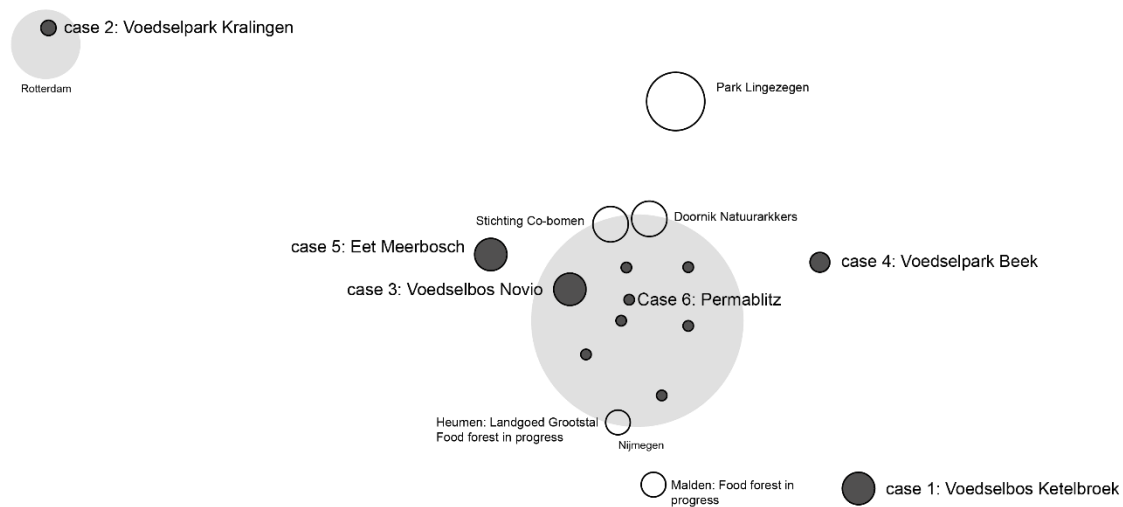 case 2: Voedselpark Kralingen
Rotterdam
Park Lingezegen
Stichting Co-bomen
Doornik Natuurarkkers
case 5: Eet Meerbosch
case 4: Voedselpark Beek
case 3: Voedselbos Novio
Case 6: Permablitz
Heumen: Landgoed Grootstal
Food forest in progress
Nijmegen
Malden: Food forest in
progress
case 1: Voedselbos Ketelbroek